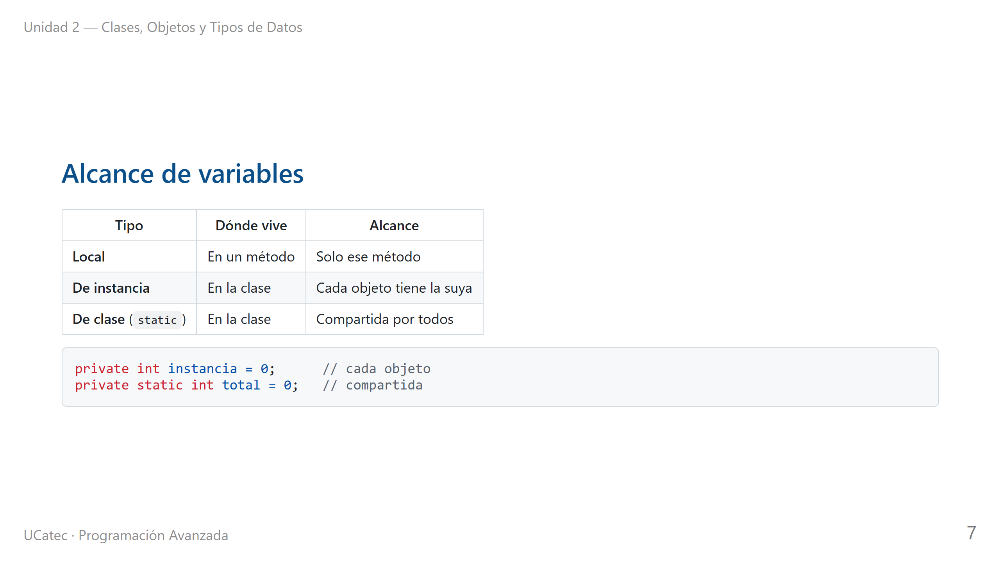 Unidad 2 — Clases, Objetos y Tipos de Datos
Alcance de variables
Tipo Dónde vive Alcance
Local En un método Solo ese método
De instancia En la clase Cada objeto tiene la suya
De clase (static) En la clase Compartida por todos
private int instancia = 0;      // cada objeto
private static int total = 0;   // compartida
UCatec · Programación Avanzada
7